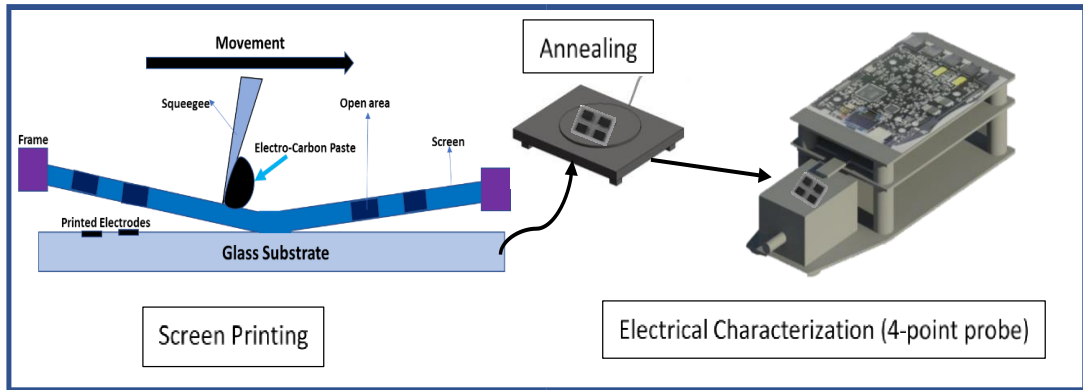 Movement
Squeegee
Open area
Frame
Screen
Electro-Carbon Paste
Printed Electrodes
Glass Substrate
Screen Printing
Annealing
Electrical Characterization (4-point probe)